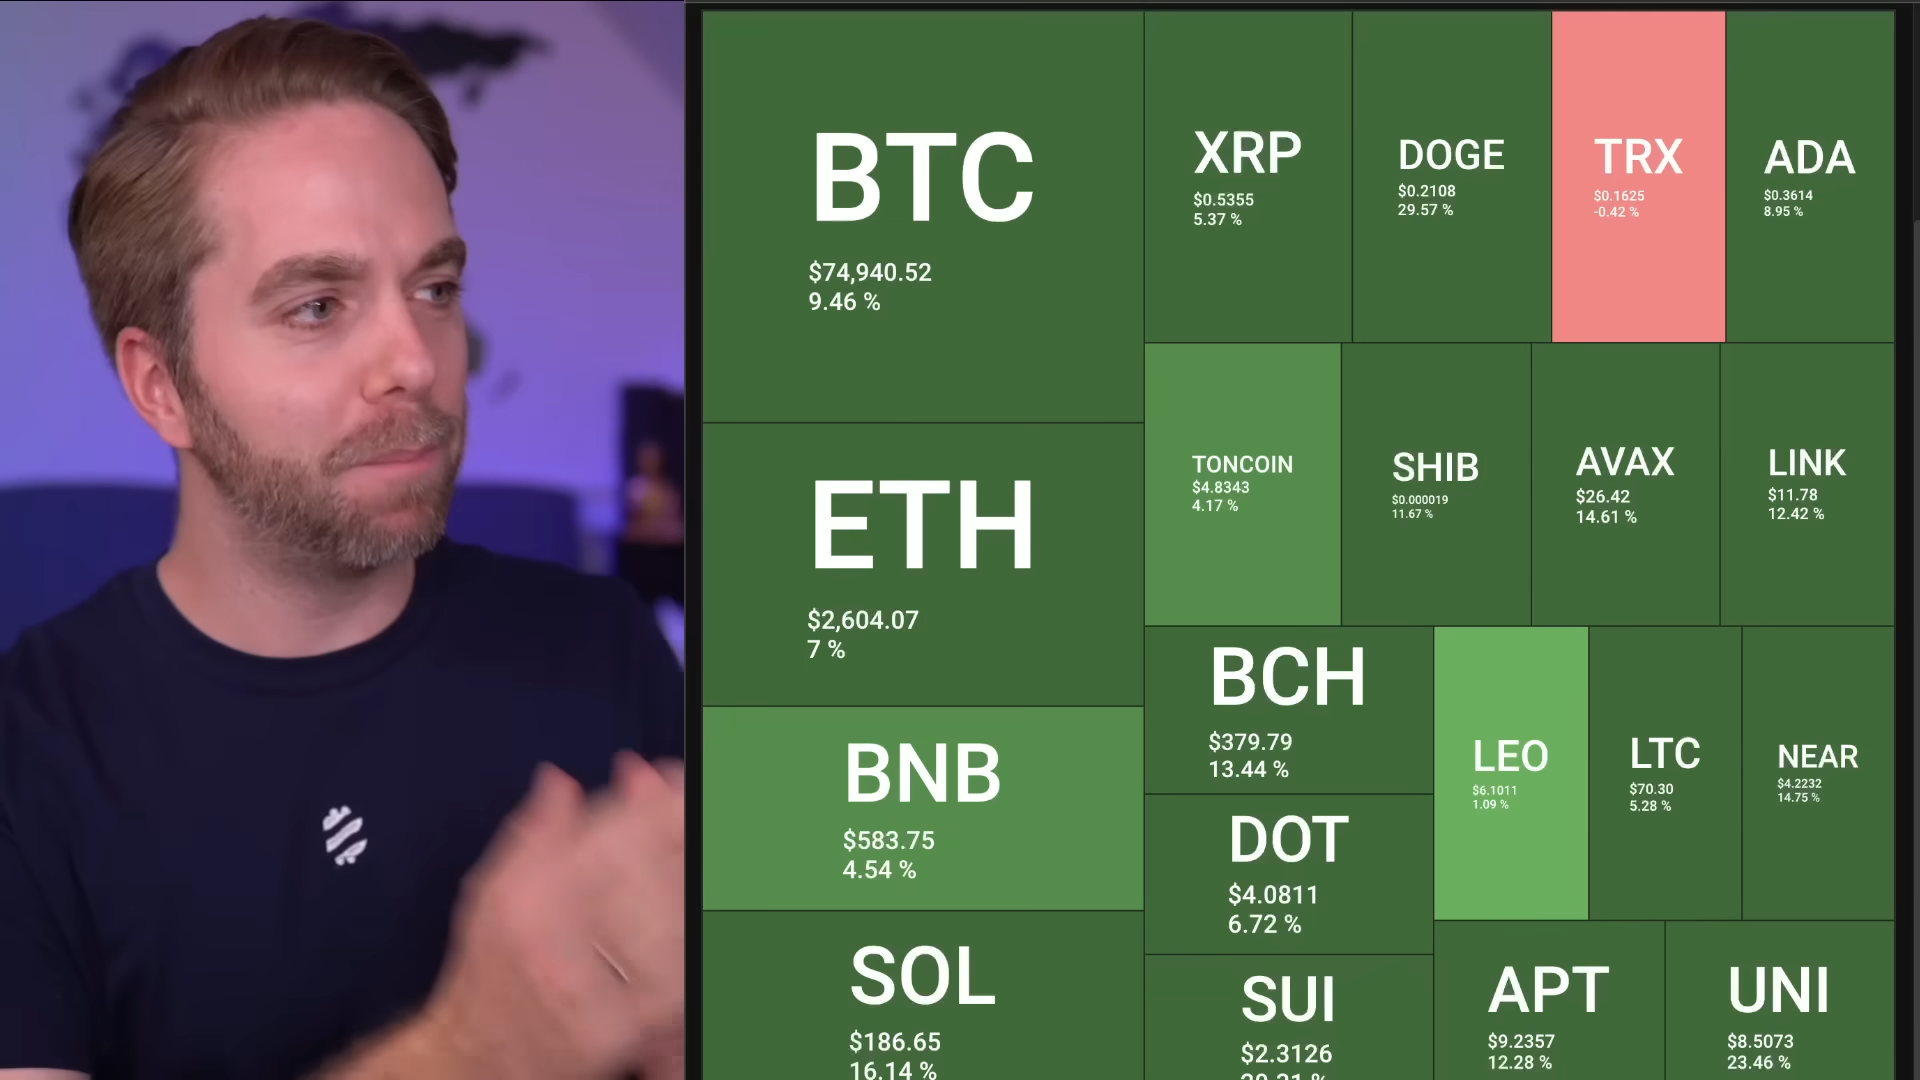 BTC
$74,940.52
9.46 %
ETH
$2,604.07
7 %
BNB
$583.75
4.54 %
SOL
$186.65
16.14 %
XRP
$0.5355
5.37 %
DOGE
$0.2108
29.57 %
TRX
$0.1625
-0.42 %
ADA
$0.3614
8.95 %
TONCOIN
$4.8343
4.17 %
SHIB
$0.000019
11.67 %
AVAX
$26.42
14.61 %
LINK
$11.78
12.42 %
BCH
$379.79
13.44 %
DOT
$4.0811
6.72 %
SUI
$2.3126
LEO
$6.1011
1.09 %
LTC
$70.30
5.28 %
NEAR
$4.2232
14.75 %
APT
$9.2357
12.28 %
UNI
$8.5073
23.46 %